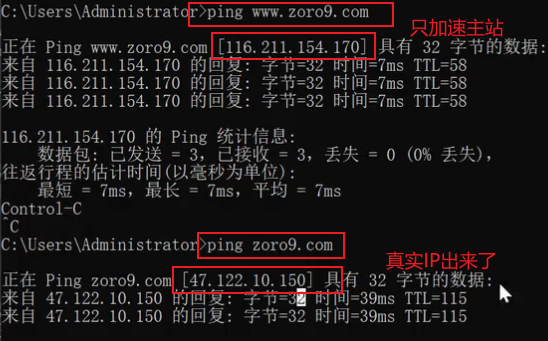 C:\Users\Administrator>ping www.zoro9.com
只加速主站
正在 Ping www.zoro9.com [116.211.154.170] 具有 32 字节的数据:
来自 116.211.154.170 的回复: 字节=32 时间=7ms TTL=58
来自 116.211.154.170 的回复: 字节=32 时间=7ms TTL=58
来自 116.211.154.170 的回复: 字节=32 时间=7ms TTL=58
116.211.154.170 的 Ping 统计信息:
数据包: 已发送 = 3，已接收 = 3，丢失 = 0 (0% 丢失)，
往返行程的估计时间(以毫秒为单位):
最短 = 7ms，最长 = 7ms，平均 = 7ms
Control-C
^C
C:\Users\Administrator>ping zoro9.com
真实IP出来了
正在 Ping zoro9.com [47.122.10.150] 具有 32 字节的数据:
来自 47.122.10.150 的回复: 字节=32 时间=39ms TTL=115
来自 47.122.10.150 的回复: 字节=32 时间=39ms TTL=115